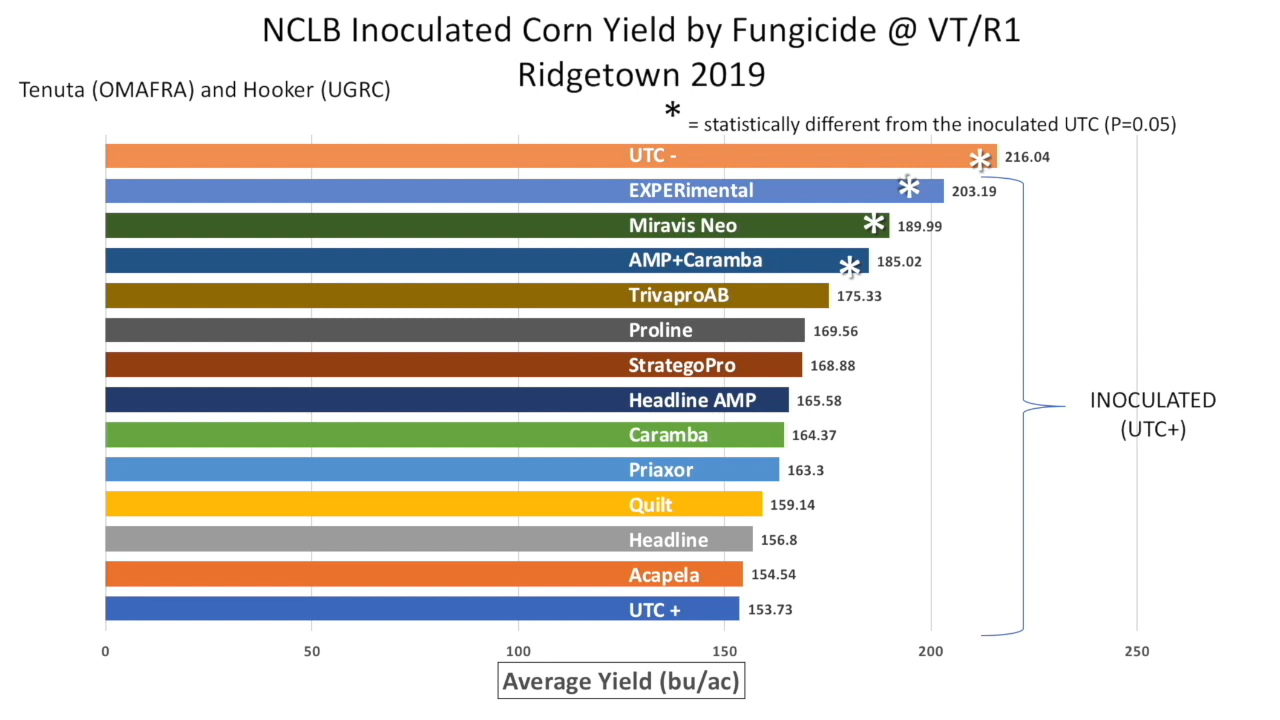 NCLB Inoculated Corn Yield by Fungicide @ VT/R1
Ridgetown 2019
Tenuta (OMAFRA) and Hooker (UGRC)
* = statistically different from the inoculated UTC (P=0.05)
UTC - * 216.04
EXPERimental * 203.19
Miravis Neo * 189.99
AMP+Caramba * 185.02
TrivaproAB 175.33
Proline 169.56
StrategoPro 168.88
Headline AMP 165.58
Caramba 164.37
Priaxor 163.3
Quilt 159.14
Headline 156.8
Acapela 154.54
UTC + 153.73
INOCULATED
(UTC+)
0 50 100 150 200 250
Average Yield (bu/ac)